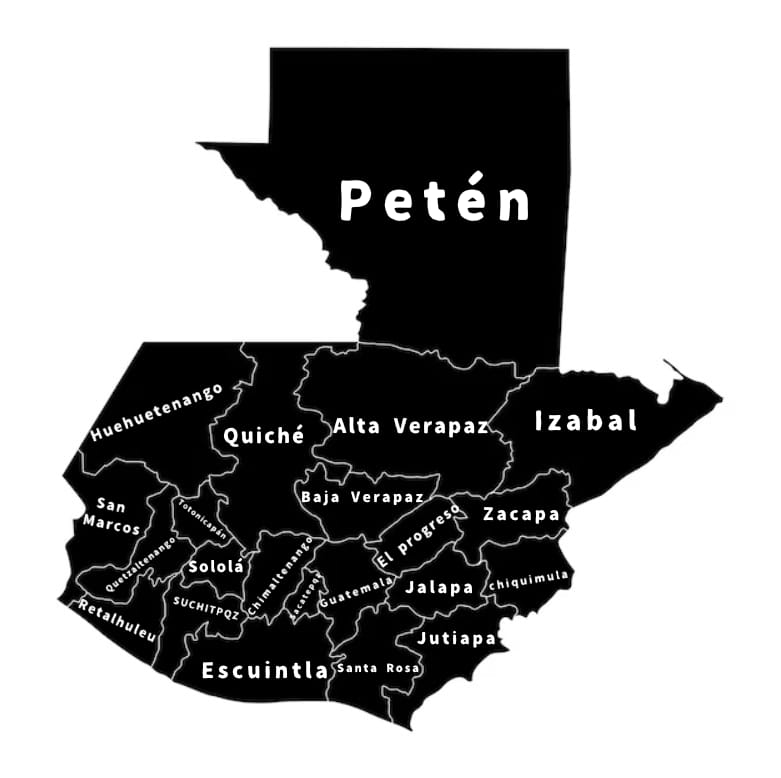 Petén
Huehuetenango
Quiché
Alta Verapaz
Izabal
Baja Verapaz
San
Marcos
Totonicapán
Zacapa
El progreso
Quetzaltenango
Sololá
Chimaltenango
Guatemala
Jalapa
chiquimula
SUCHITPQZ
Retalhuleu
Jutiapa
Escuintla
Santa Rosa